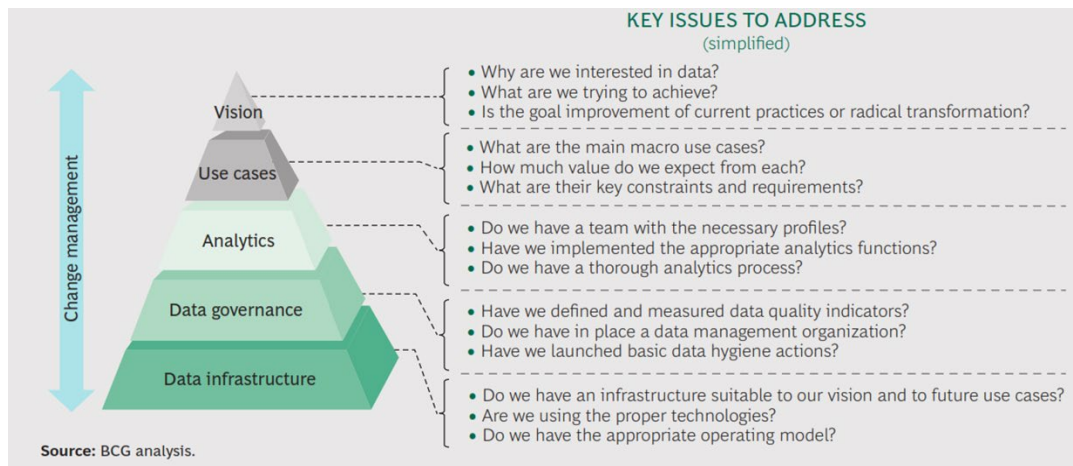 KEY ISSUES TO ADDRESS
(simplified)
Change management
Vision
• Why are we interested in data?
• What are we trying to achieve?
• Is the goal improvement of current practices or radical transformation?
Use cases
• What are the main macro use cases?
• How much value do we expect from each?
• What are their key constraints and requirements?
Analytics
• Do we have a team with the necessary profiles?
• Have we implemented the appropriate analytics functions?
• Do we have a thorough analytics process?
Data governance
• Have we defined and measured data quality indicators?
• Do we have in place a data management organization?
• Have we launched basic data hygiene actions?
Data infrastructure
• Do we have an infrastructure suitable to our vision and to future use cases?
• Are we using the proper technologies?
• Do we have the appropriate operating model?
Source: BCG analysis.